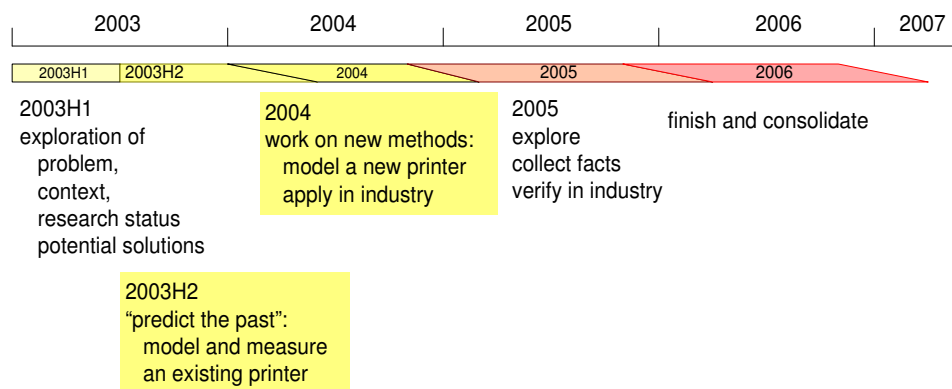 2003
2004
2005
2006
2007
2003H1
2003H2
2004
2005
2006
2003H1
exploration of
problem,
context,
research status
potential solutions
2003H2
“predict the past”:
model and measure
an existing printer
2004
work on new methods:
model a new printer
apply in industry
2005
explore
collect facts
verify in industry
finish and consolidate